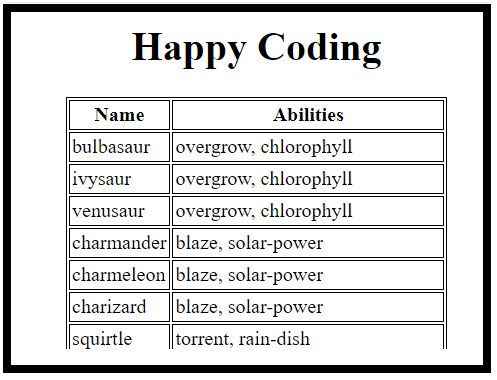 Happy Coding
Name Abilities
bulbasaur overgrow, chlorophyll
ivysaur overgrow, chlorophyll
venusaur overgrow, chlorophyll
charmander blaze, solar-power
charmeleon blaze, solar-power
charizard blaze, solar-power
squirtle torrent, rain-dish